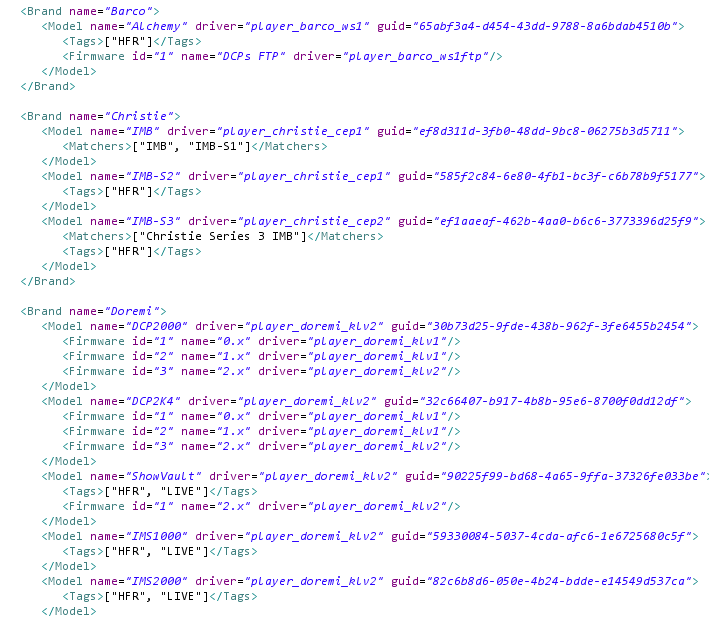 <Brand name="Barco">
<Model name="Alchemy" driver="player_barco_ws1" guid="65abf3a4-d454-43dd-9788-8a6bdab4510b">
<Tags>["HFR"]</Tags>
<Firmware id="1" name="DCPs FTP" driver="player_barco_ws1ftp"/>
</Model>
</Brand>
<Brand name="Christie">
<Model name="IMB" driver="player_christie_cep1" guid="ef8d311d-3fb0-48dd-9bc8-06275b3d5711">
<Matchers>["IMB", "IMB-S1"]</Matchers>
</Model>
<Model name="IMB-S2" driver="player_christie_cep1" guid="585f2c84-6e80-4fb1-bc3f-c6b78b9f5177">
<Tags>["HFR"]</Tags>
</Model>
<Model name="IMB-S3" driver="player_christie_cep2" guid="ef1aaeaf-462b-4aa0-b6c6-3773396d25f9">
<Matchers>["Christie Series 3 IMB"]</Matchers>
<Tags>["HFR"]</Tags>
</Model>
</Brand>
<Brand name="Doremi">
<Model name="DCP2000" driver="player_doremi_klv2" guid="30b73d25-9fde-438b-962f-3fe6455b2454">
<Firmware id="1" name="0.x" driver="player_doremi_klv1"/>
<Firmware id="2" name="1.x" driver="player_doremi_klv1"/>
<Firmware id="3" name="2.x" driver="player_doremi_klv2"/>
</Model>
<Model name="DCP2K4" driver="player_doremi_klv2" guid="32c66407-b917-4b8b-95e6-8700f0dd12df">
<Firmware id="1" name="0.x" driver="player_doremi_klv1"/>
<Firmware id="2" name="1.x" driver="player_doremi_klv1"/>
<Firmware id="3" name="2.x" driver="player_doremi_klv2"/>
</Model>
<Model name="ShowVault" driver="player_doremi_klv2" guid="90225f99-bd68-4a65-9ffa-37326fe033be">
<Tags>["HFR", "LIVE"]</Tags>
<Firmware id="1" name="2.x" driver="player_doremi_klv2"/>
</Model>
<Model name="IMS1000" driver="player_doremi_klv2" guid="59330084-5037-4cda-afc6-1e6725680c5f">
<Tags>["HFR", "LIVE"]</Tags>
</Model>
<Model name="IMS2000" driver="player_doremi_klv2" guid="82c6b8d6-050e-4b24-bdde-e14549d537ca">
<Tags>["HFR", "LIVE"]</Tags>
</Model>